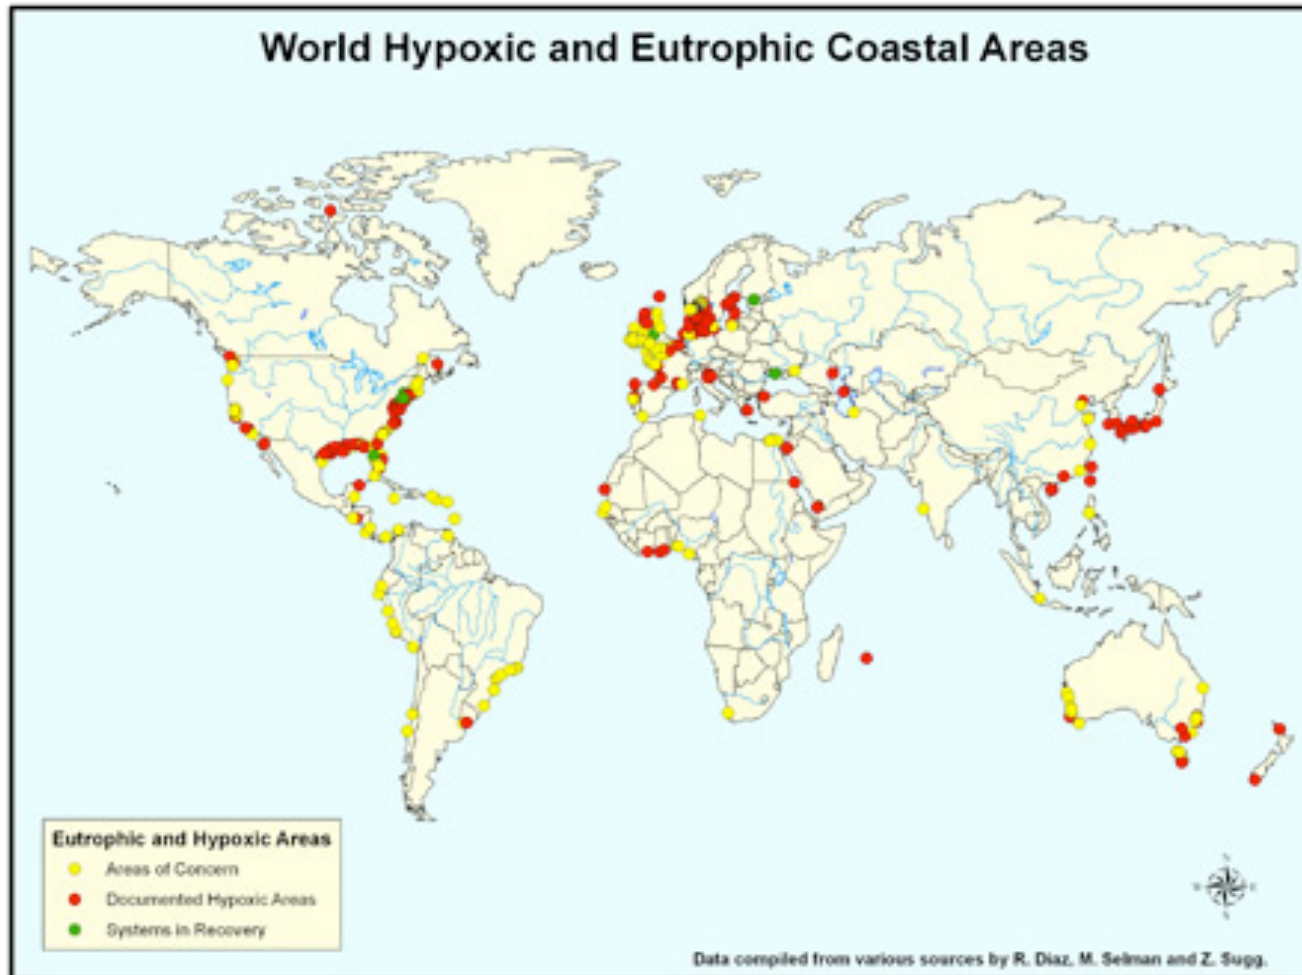 World Hypoxic and Eutrophic Coastal Areas
Eutrophic and Hypoxic Areas
Areas of Concern
Documented Hypoxic Areas
Systems in Recovery
Data compiled from various sources by R. Diaz, M. Selman and Z. Sugg.